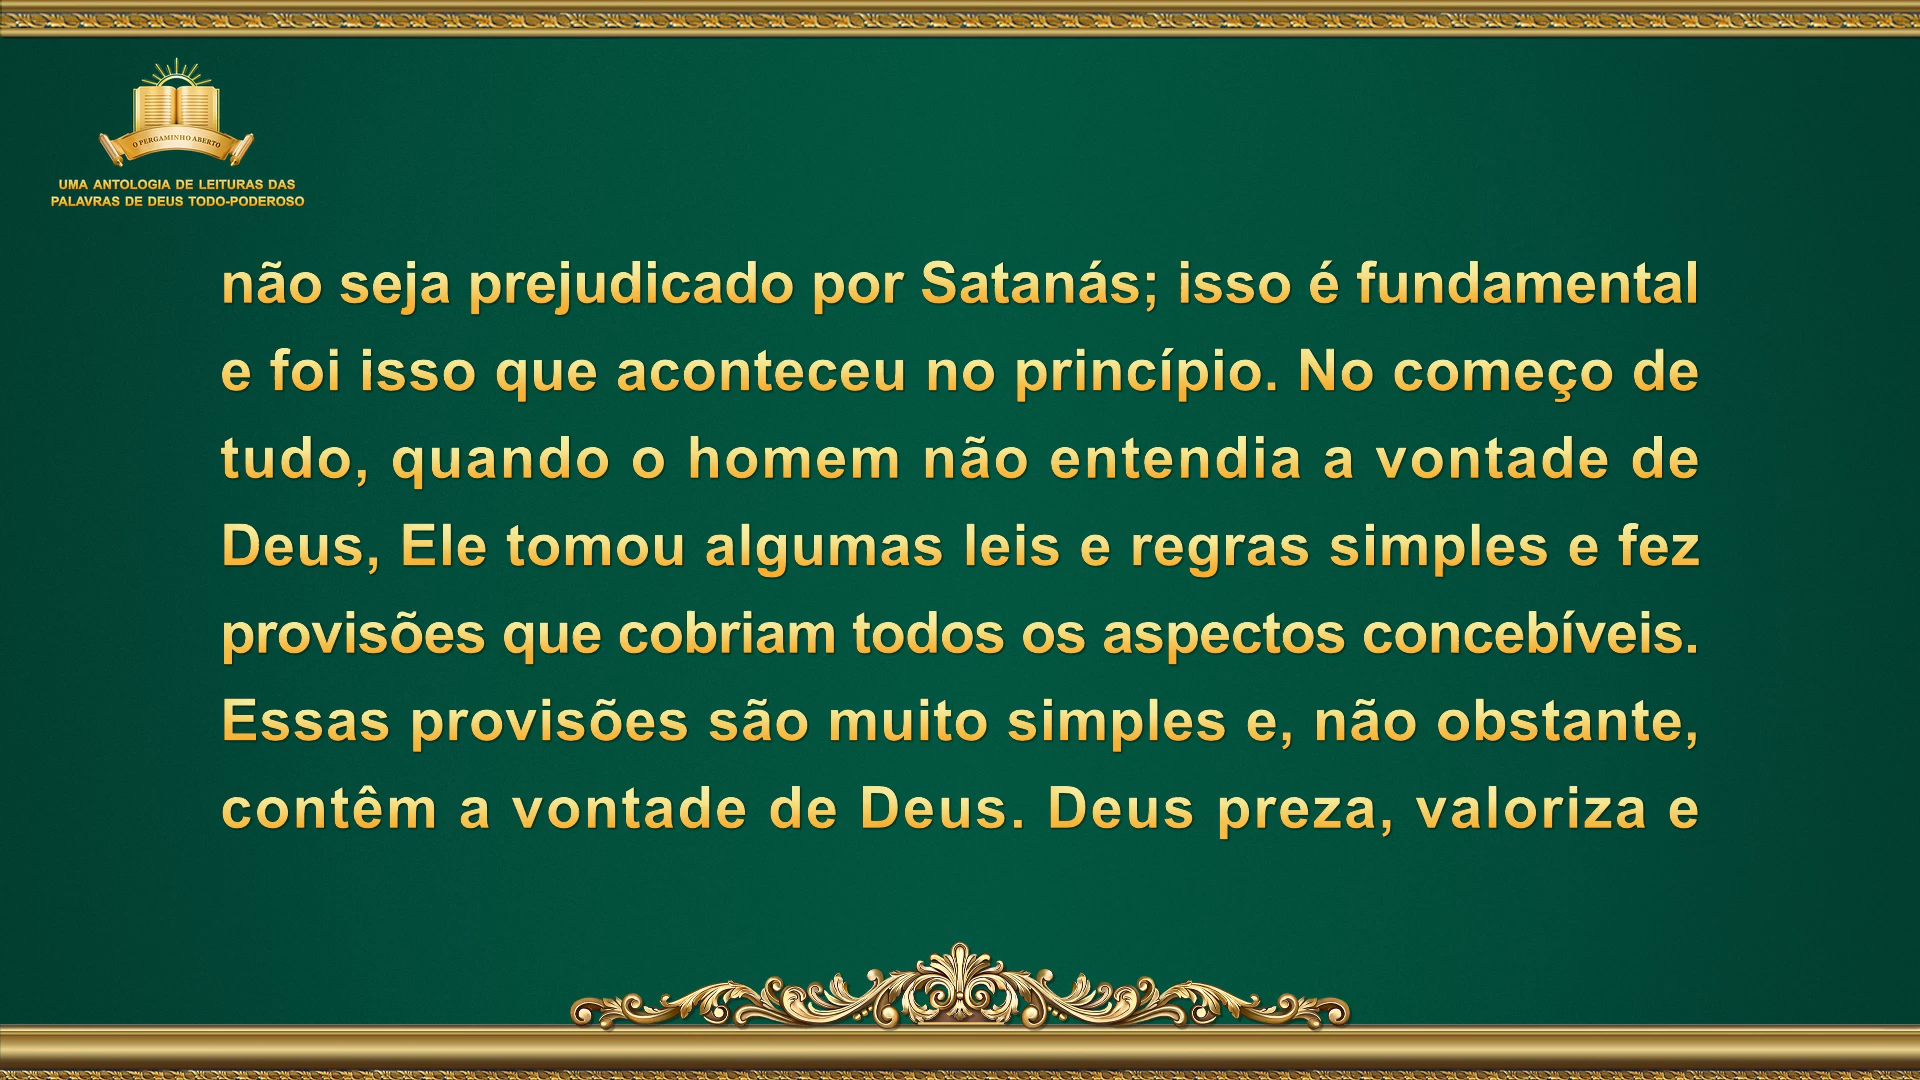 O PERGAMINHO ABERTO
UMA ANTOLOGIA DE LEITURAS DAS
PALAVRAS DE DEUS TODO-PODEROSO
não seja prejudicado por Satanás; isso é fundamental
e foi isso que aconteceu no princípio. No começo de
tudo, quando o homem não entendia a vontade de
Deus, Ele tomou algumas leis e regras simples e fez
provisões que cobriam todos os aspectos concebíveis.
Essas provisões são muito simples e, não obstante,
contêm a vontade de Deus. Deus preza, valoriza e